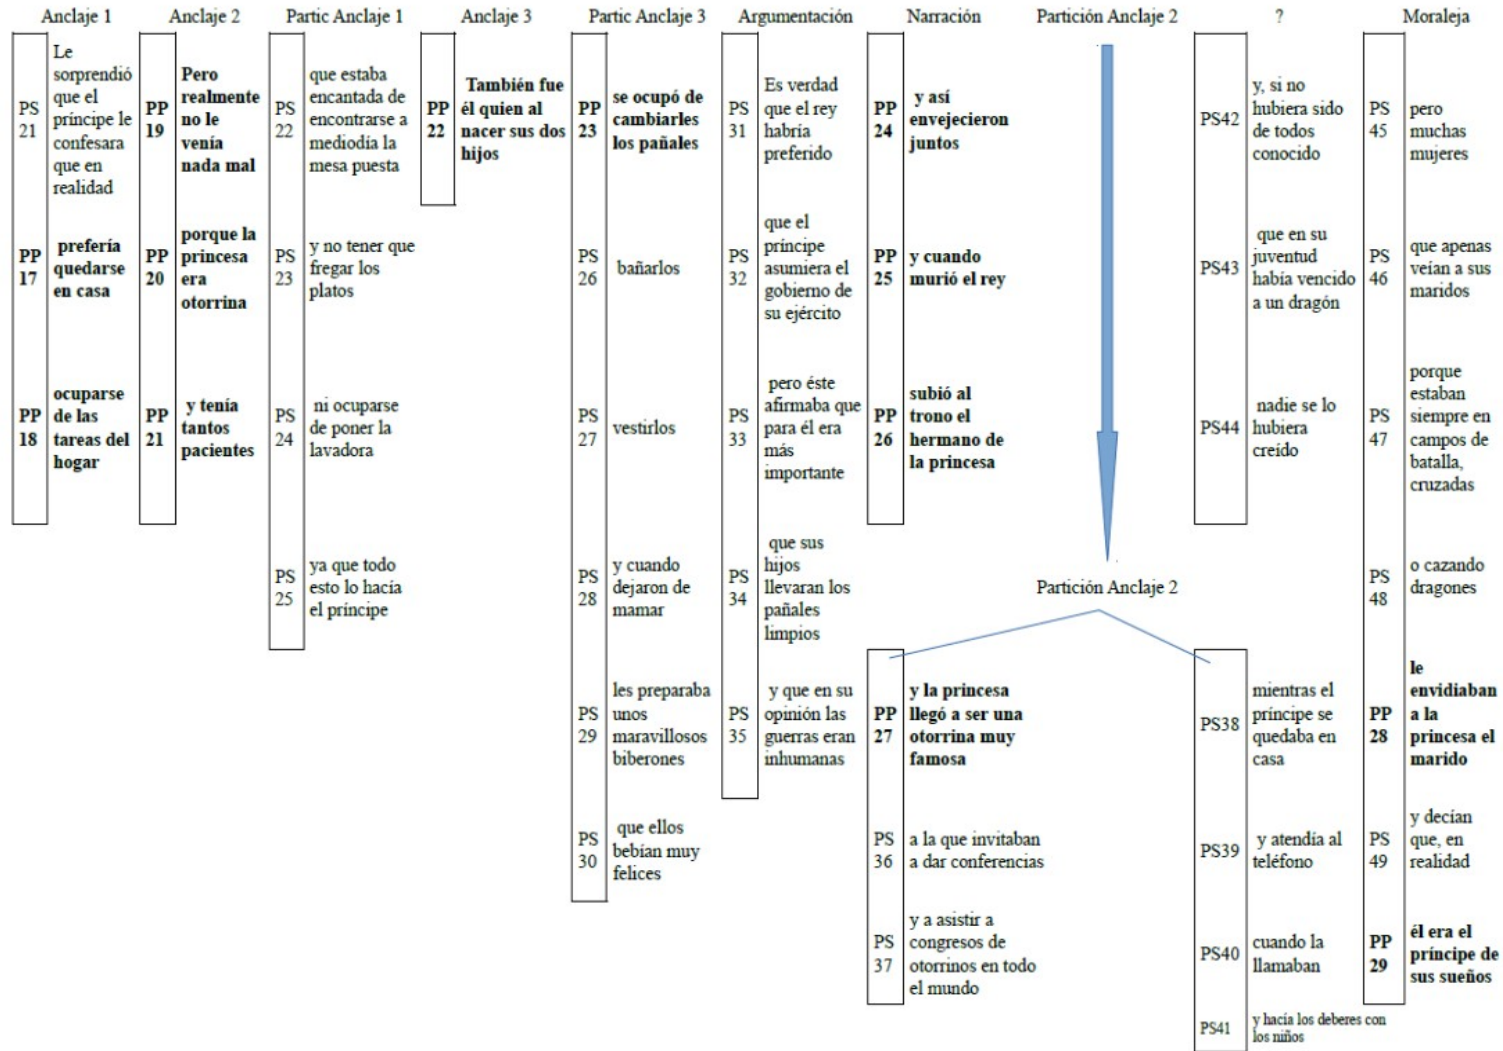 Anclaje 1
PS
21
Le
sorprendió
que el
príncipe le
confesara
que en
realidad
PP
17
prefería
quedarse
en casa
PP
18
ocuparse
de las
tareas del
hogar
Anclaje 2
PP
19
Pero
realmente
no le
venía
nada mal
PP
20
porque la
princesa
era
otorrina
PP
21
y tenía
tantos
pacientes
Partic Anclaje 1
PS
22
que estaba
encantada de
encontrarse a
mediodía la
mesa puesta
PS
23
y no tener que
fregar los
platos
PS
24
ni ocuparse
de poner la
lavadora
PS
25
ya que todo
esto lo hacía
el príncipe
Anclaje 3
PP
22
También fue
él quien al
nacer sus dos
hijos
Partic Anclaje 3
PP
23
se ocupó de
cambiarles
los pañales
PS
26
bañarlos
PS
27
vestirlos
PS
28
y cuando
dejaron de
mamar
PS
29
les preparaba
unos
maravillosos
biberones
PS
30
que ellos
bebían muy
felices
Argumentación
PS
31
Es verdad
que el rey
habría
preferido
PS
32
que el
príncipe
asumiera el
gobierno de
su ejército
PS
33
pero éste
afirmaba que
para él era
más
importante
PS
34
que sus
hijos
llevaran los
pañales
limpios
PS
35
y que en su
opinión las
guerras eran
inhumanas
Narración
PP
24
y así
envejecieron
juntos
PP
25
y cuando
murió el rey
PP
26
subió al
trono el
hermano de
la princesa
Partición Anclaje 2
Partición Anclaje 2
PP
27
y la princesa
llegó a ser una
otorrina muy
famosa
PS
36
a la que invitaban
a dar conferencias
PS
37
y a asistir a
congresos de
otorrinos en todo
el mundo
?
PS42
y, si no
hubiera sido
de todos
conocido
PS43
que en su
juventud
había vencido
a un dragón
PS44
nadie se lo
hubiera
creído
PS38
mientras el
príncipe se
quedaba en
casa
PS39
y atendía al
teléfono
PS40
cuando la
llamaban
PS41
y hacía los deberes con
los niños
Moraleja
PS
45
pero
muchas
mujeres
PS
46
que apenas
veían a sus
maridos
PS
47
porque
estaban
siempre en
campos de
batalla,
cruzadas
PS
48
o cazando
dragones
PP
28
le
envidiaban
a la
princesa el
marido
PS
49
y decían
que, en
realidad
PP
29
él era el
príncipe de
sus sueños